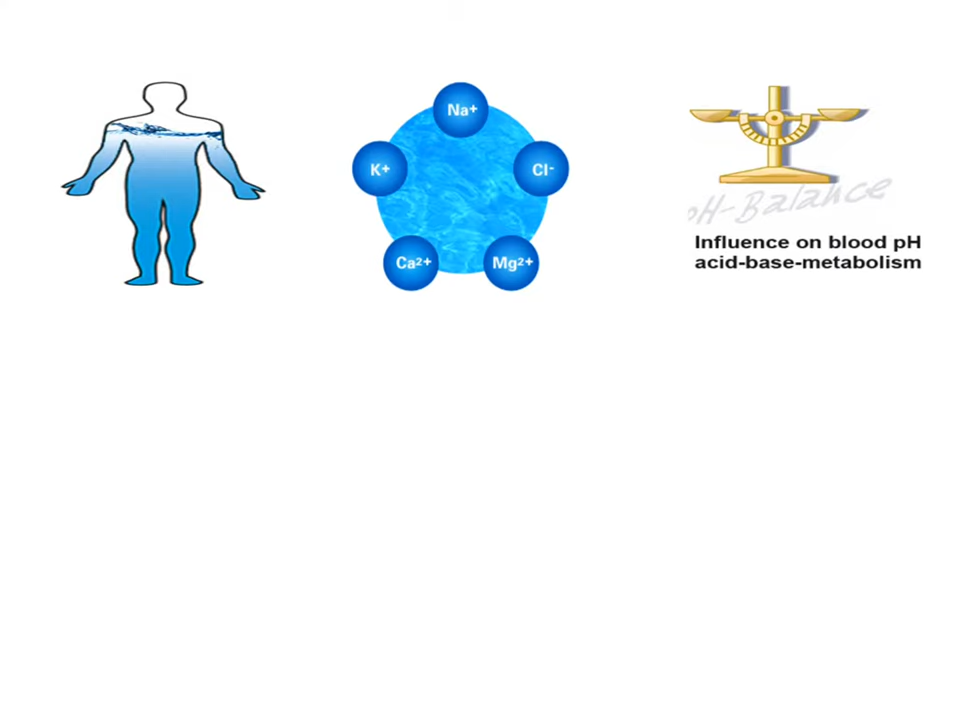 Na+
K+
Cl-
Ca2+
Mg2+
pH-Balance
Influence on blood pH
acid-base-metabolism